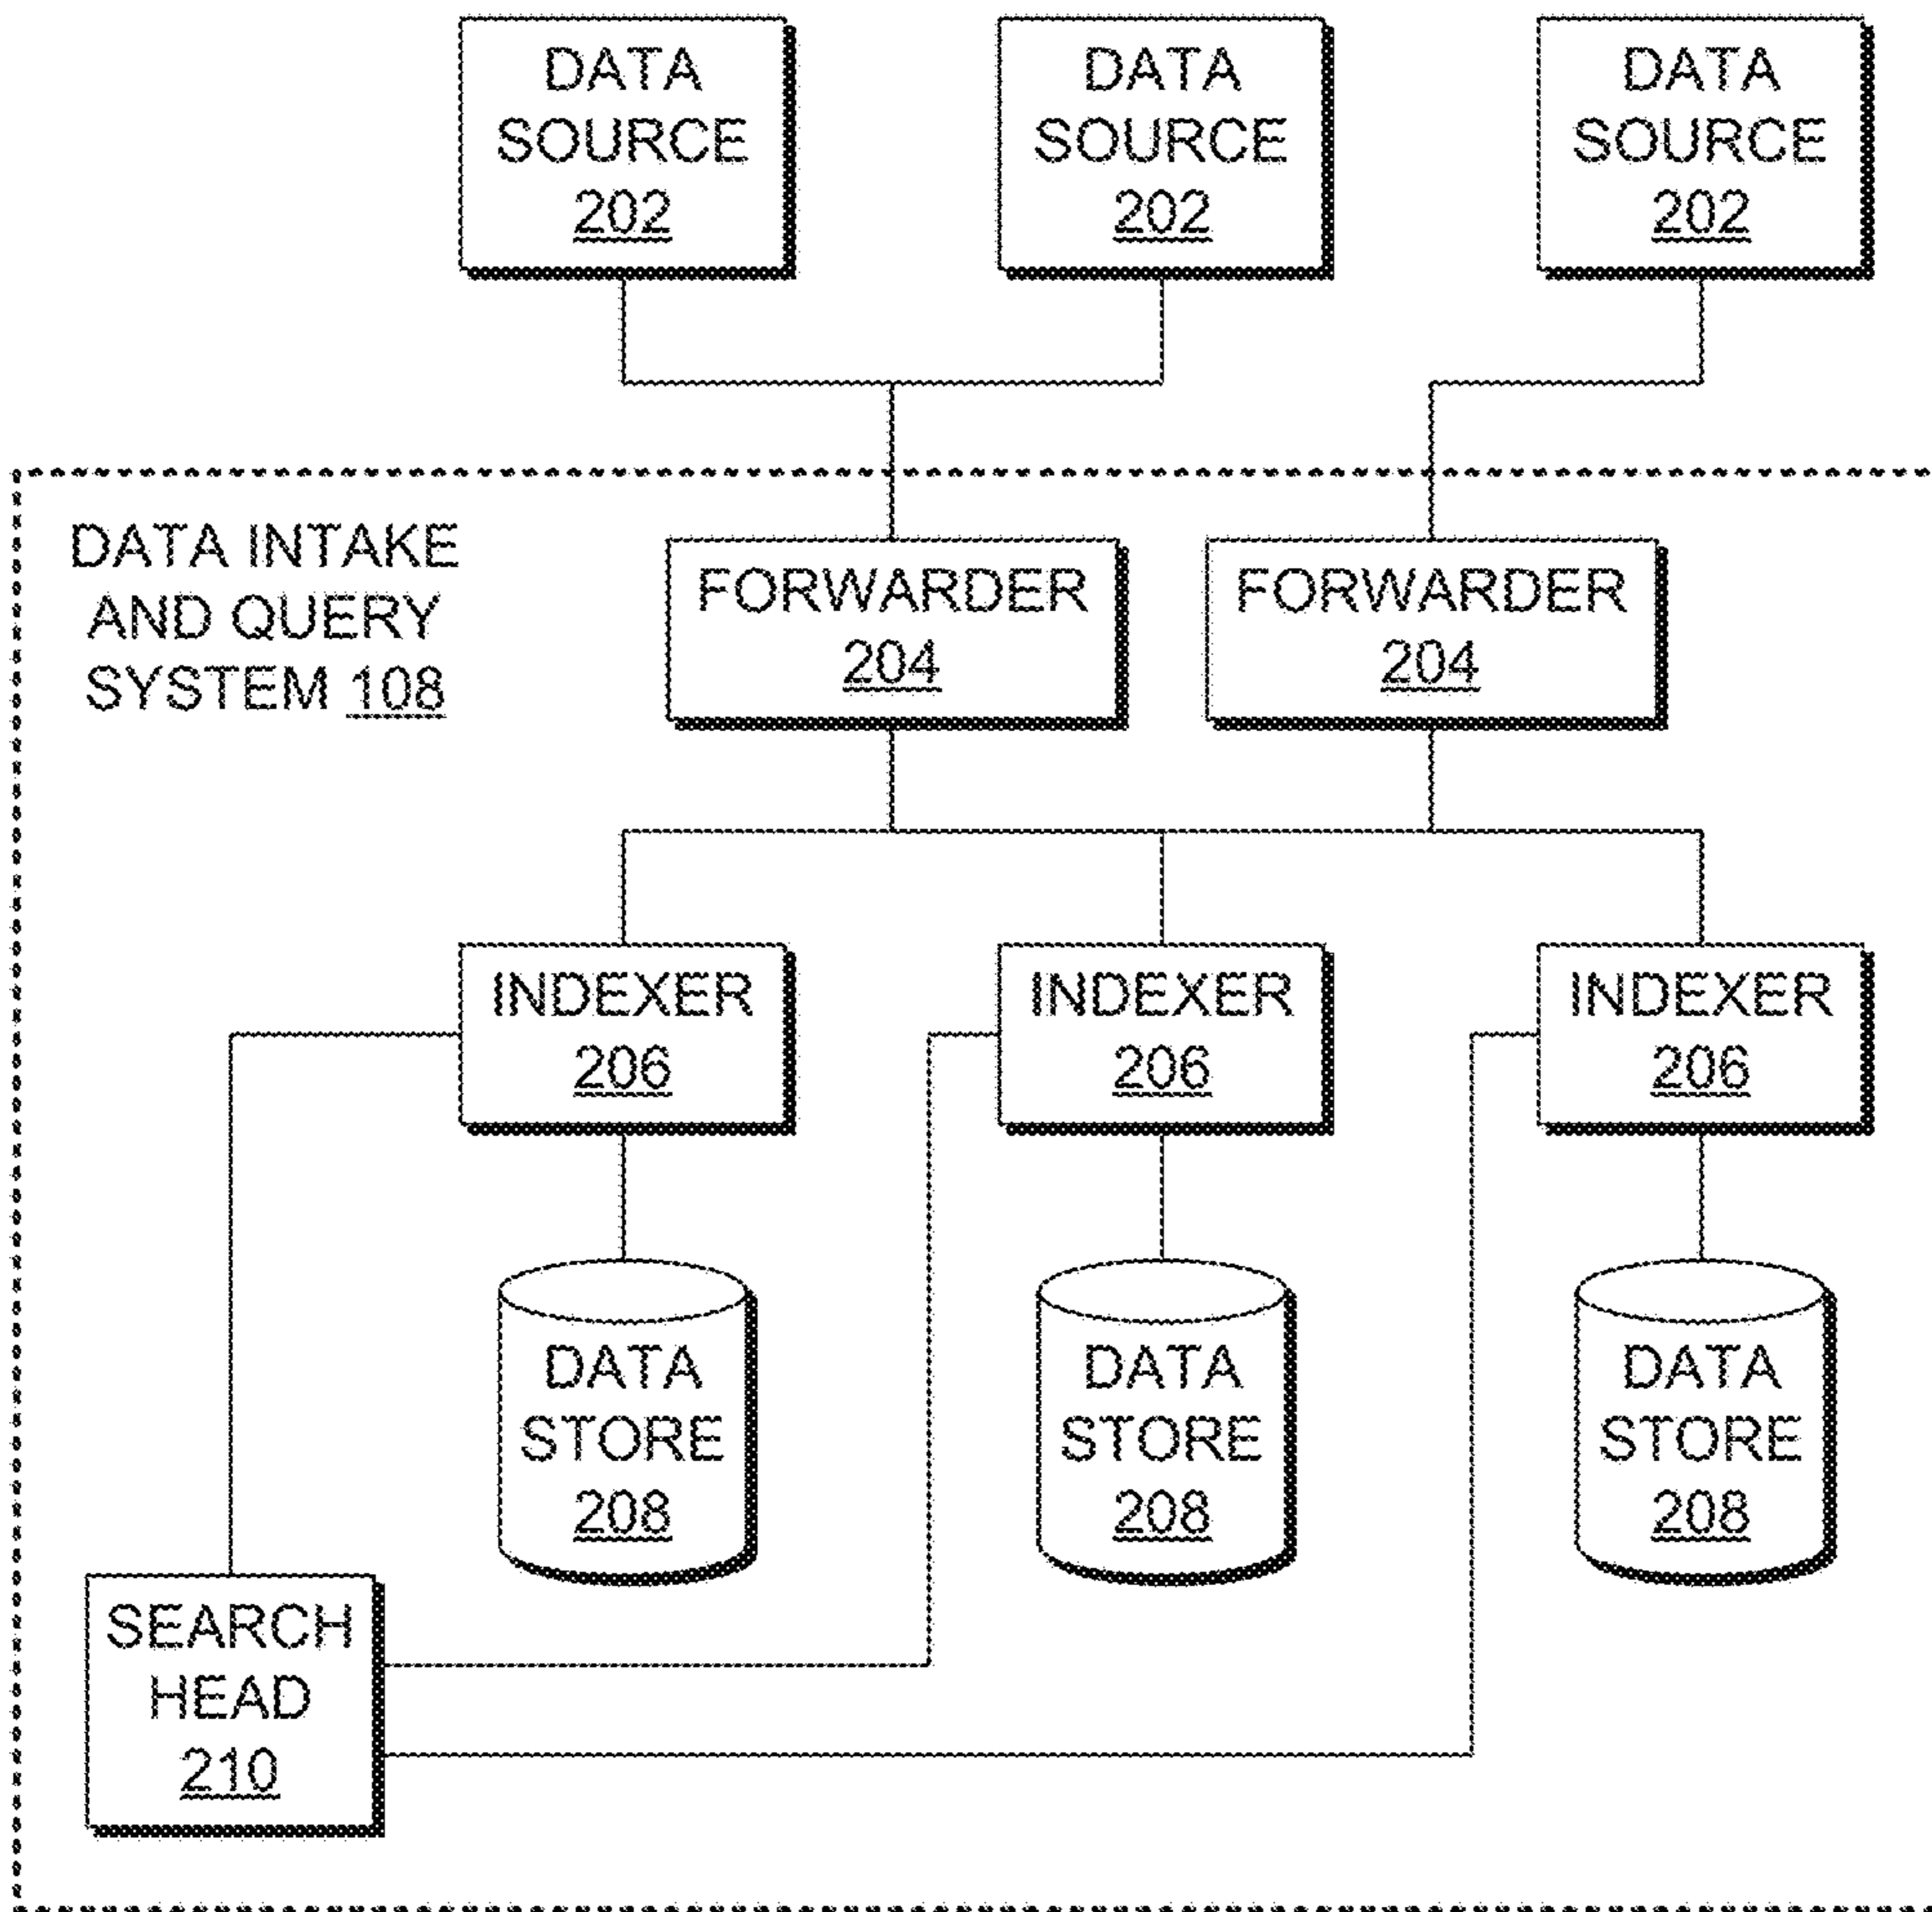 DATA
SOURCE
202
DATA
SOURCE
202
DATA
SOURCE
202
DATA INTAKE
AND QUERY
SYSTEM 108
FORWARDER
204
FORWARDER
204
INDEXER
206
INDEXER
206
INDEXER
206
DATA
STORE
208
DATA
STORE
208
DATA
STORE
208
SEARCH
HEAD
210